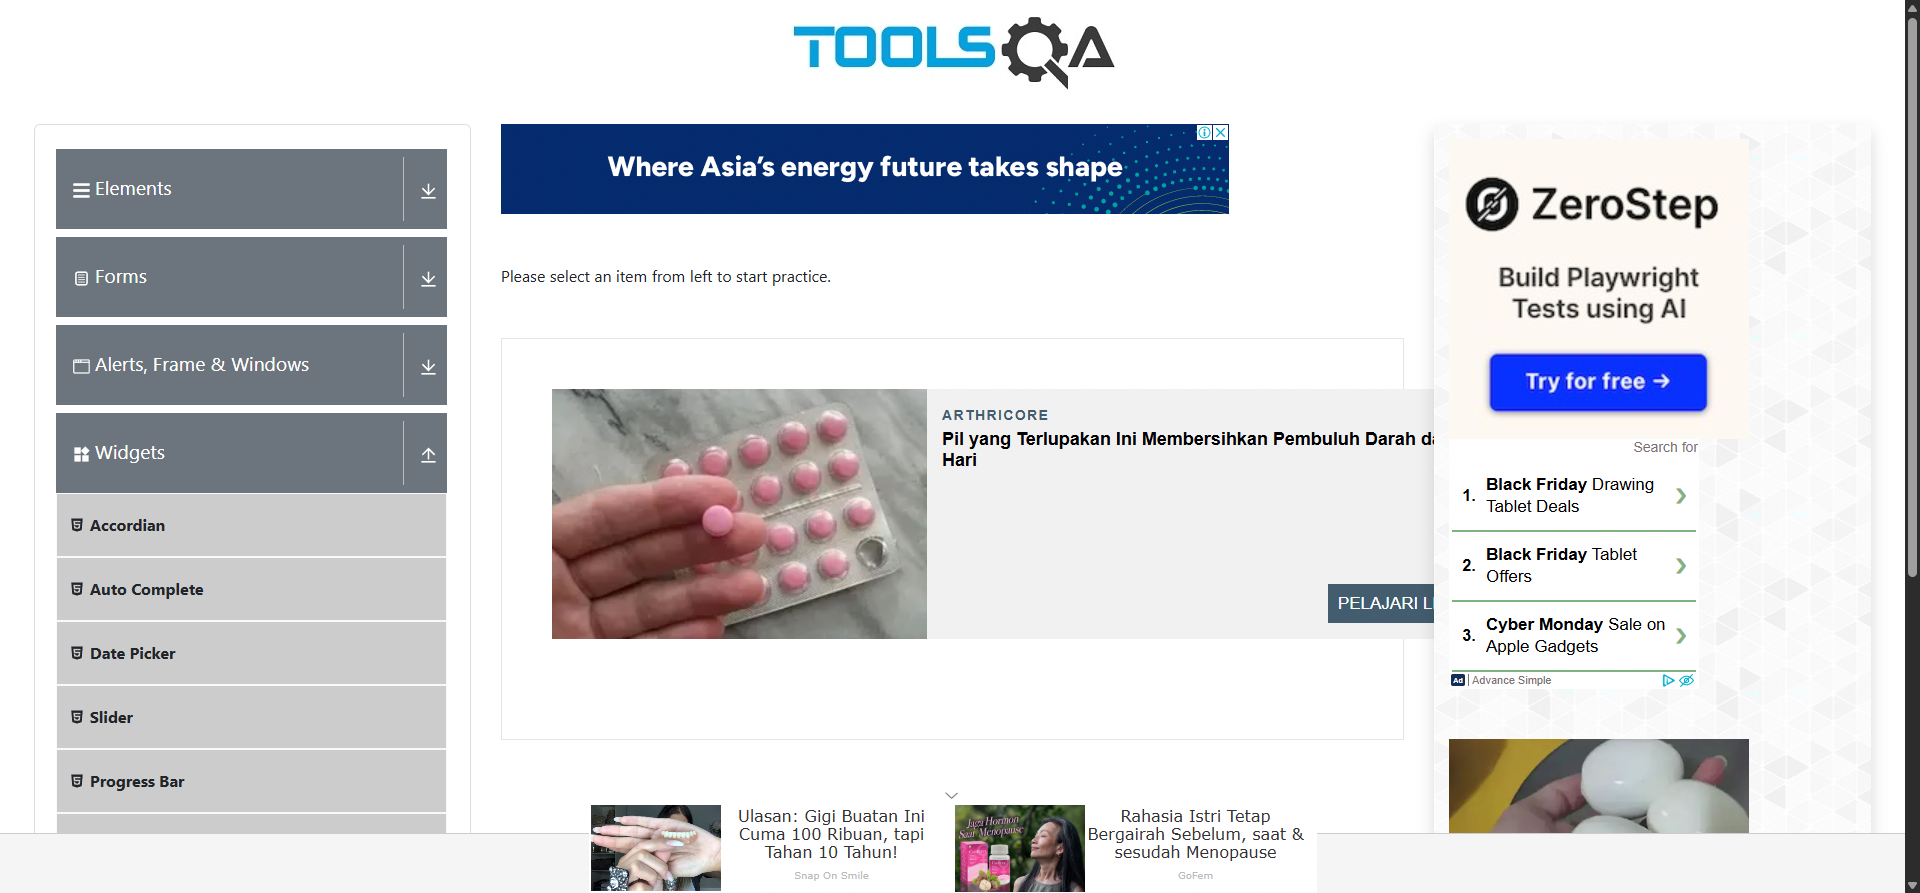 TOOLSQA
Elements
Forms
Alerts, Frame & Windows
Widgets
Accordian
Auto Complete
Date Picker
Slider
Progress Bar
Where Asia's energy future takes shape
Please select an item from left to start practice.
ARTHRICORE
Pil yang Terlupakan Ini Membersihkan Pembuluh Darah da
Hari
PELAJARI L
ZeroStep
Build Playwright
Tests using AI
Try for free →
Search for
1. Black Friday Drawing
Tablet Deals
2. Black Friday Tablet
Offers
3. Cyber Monday Sale on
Apple Gadgets
Ad | Advance Simple
Ulasan: Gigi Buatan Ini
Cuma 100 Ribuan, tapi
Tahan 10 Tahun!
Snap On Smile
Jaga Hormon
Saat Menopause
Rahasia Istri Tetap
Bergairah Sebelum, saat &
sesudah Menopause
GoFem